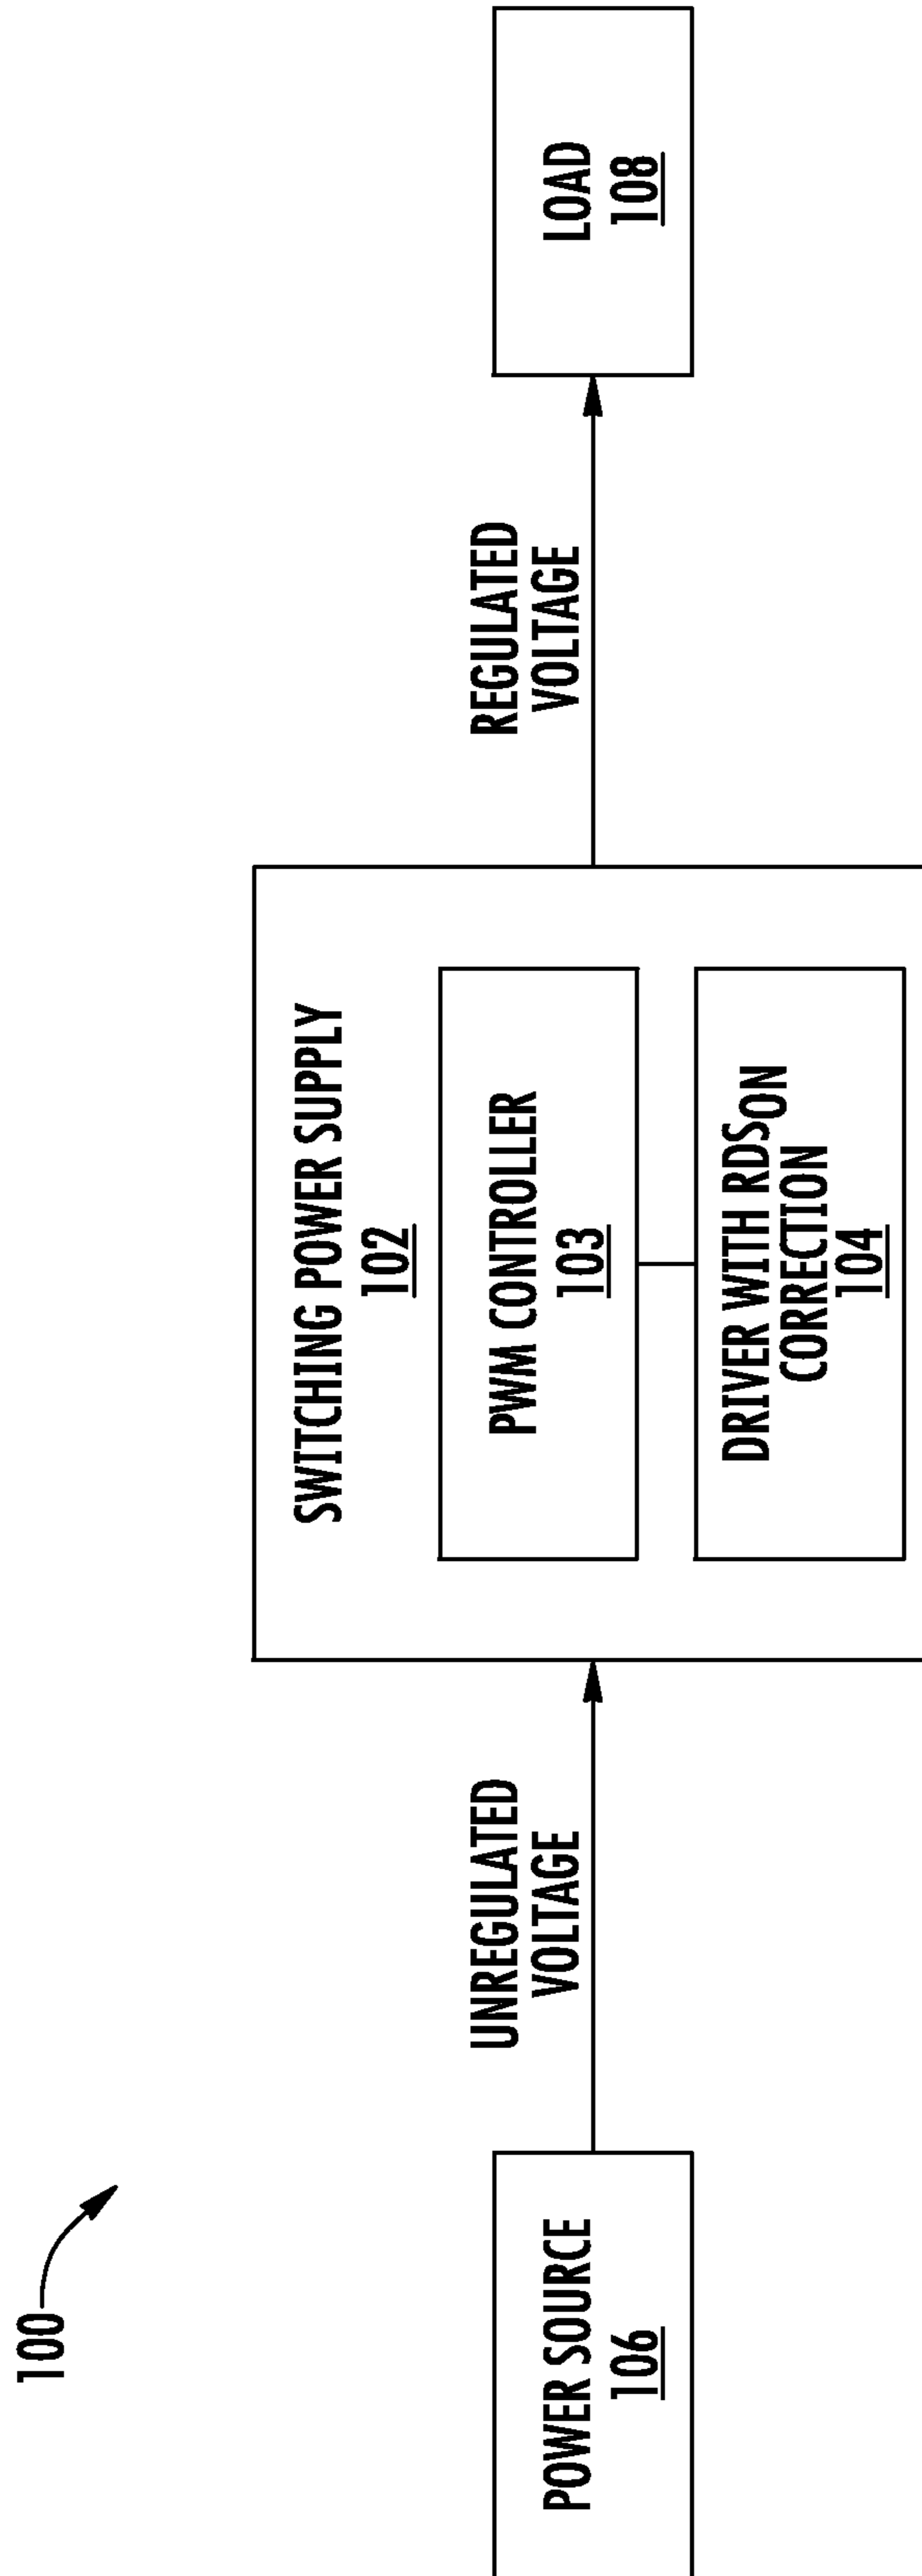 100
POWER SOURCE
106
UNREGULATED
VOLTAGE
SWITCHING POWER SUPPLY
102
PWM CONTROLLER
103
DRIVER WITH RDSON
CORRECTION
104
REGULATED
VOLTAGE
LOAD
108